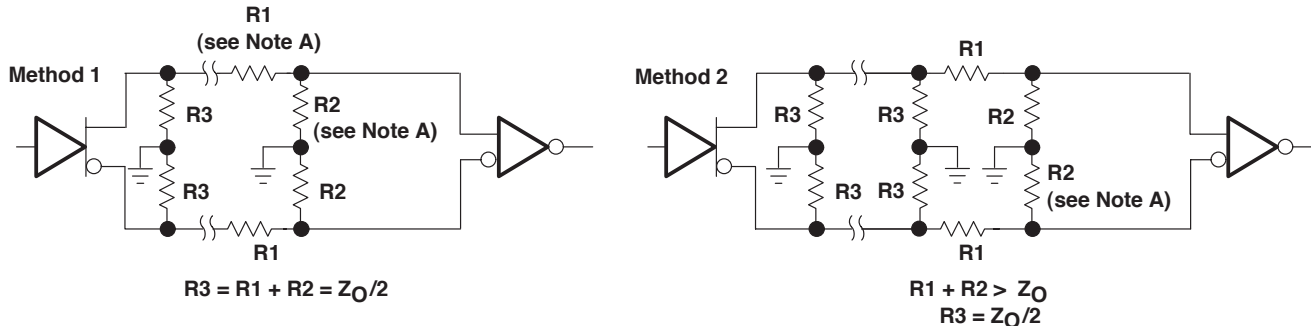 R1
(see Note A)
Method 1
R3
R2
(see Note A)
R3
R2
R1
R3 = R1 + R2 = ZO/2
R1
Method 2
R3
R3
R2
R3
R3
R2
(see Note A)
R1
R1 + R2 > ZO
R3 = ZO/2